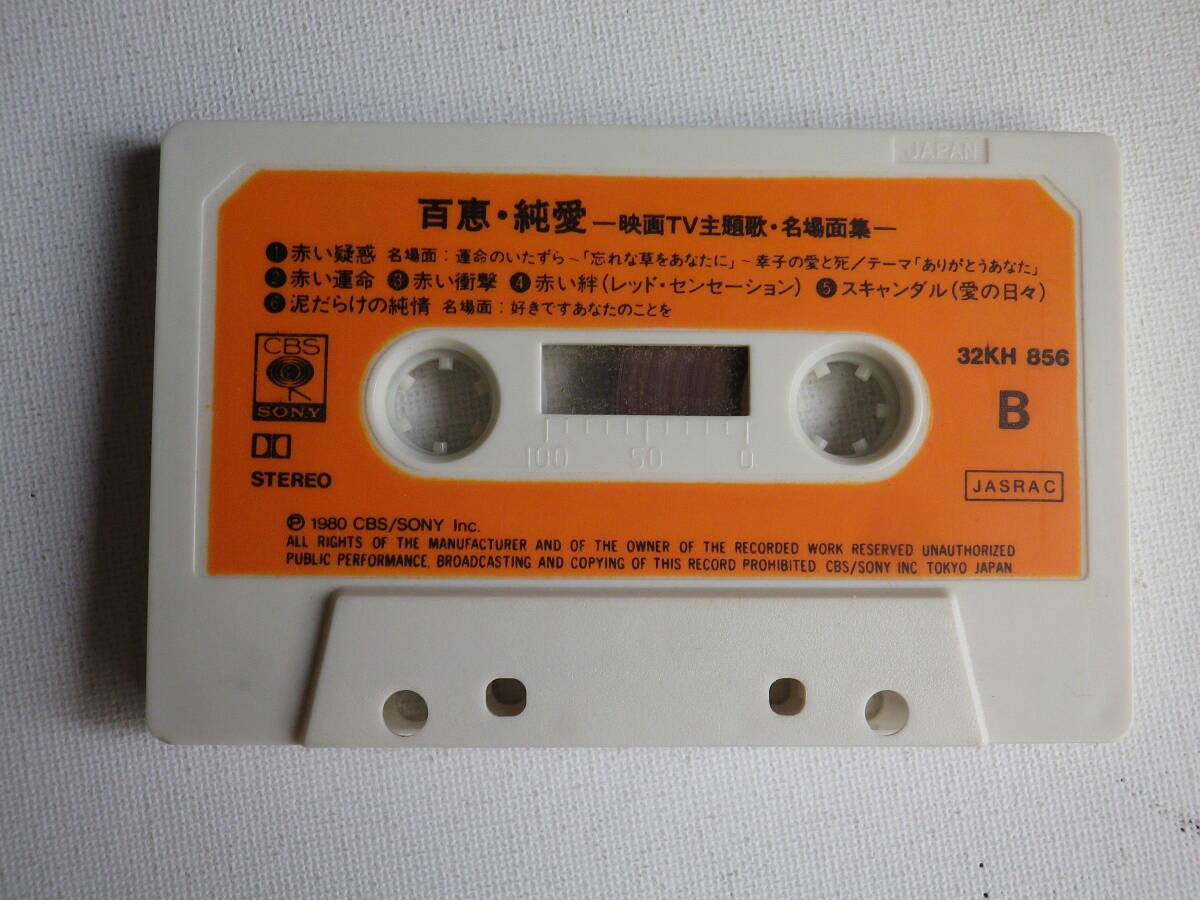 JAPAN
百恵・純愛―映画TV主題歌・名場面集―
❶赤い疑惑 名場面：運命のいたずら～「忘れな草をあなたに」～幸子の愛と死/テーマ「ありがとうあなた」
❷赤い運命 ❸赤い衝撃 ❹赤い絆(レッド・センセーション) ❺スキャンダル(愛の日々)
❻泥だらけの純情 名場面：好きですあなたのことを
CBS
SONY
32KH 856
B
100 50 0
STEREO
JASRAC
Ⓟ 1980 CBS/SONY Inc.
ALL RIGHTS OF THE MANUFACTURER AND OF THE OWNER OF THE RECORDED WORK RESERVED UNAUTHORIZED
PUBLIC PERFORMANCE, BROADCASTING AND COPYING OF THIS RECORD PROHIBITED CBS/SONY INC. TOKYO JAPAN